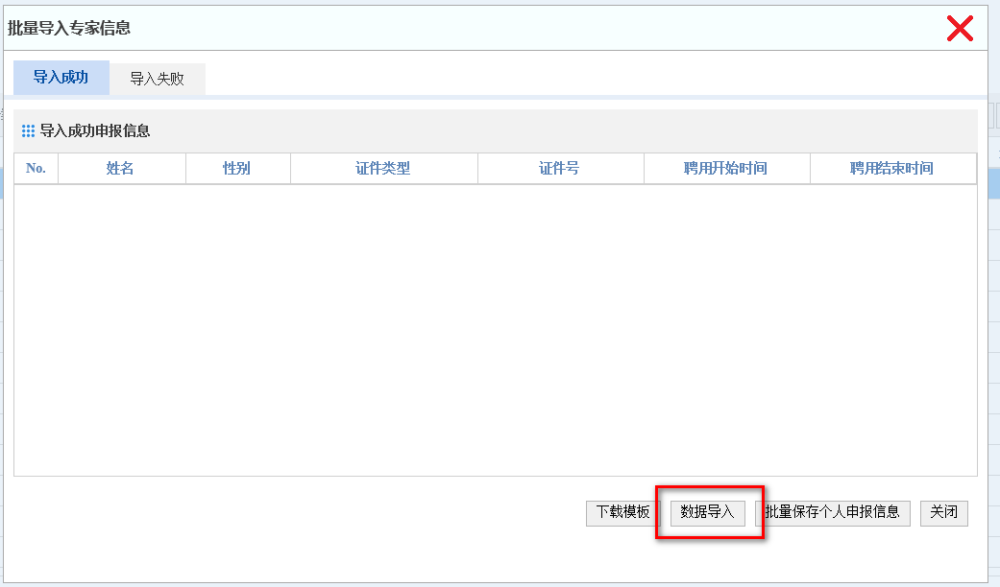 批量导入专家信息
导入成功 导入失败
导入成功申报信息
No. 姓名 性别 证件类型 证件号 聘用开始时间 聘用结束时间
下载模板 数据导入 批量保存个人申报信息 关闭